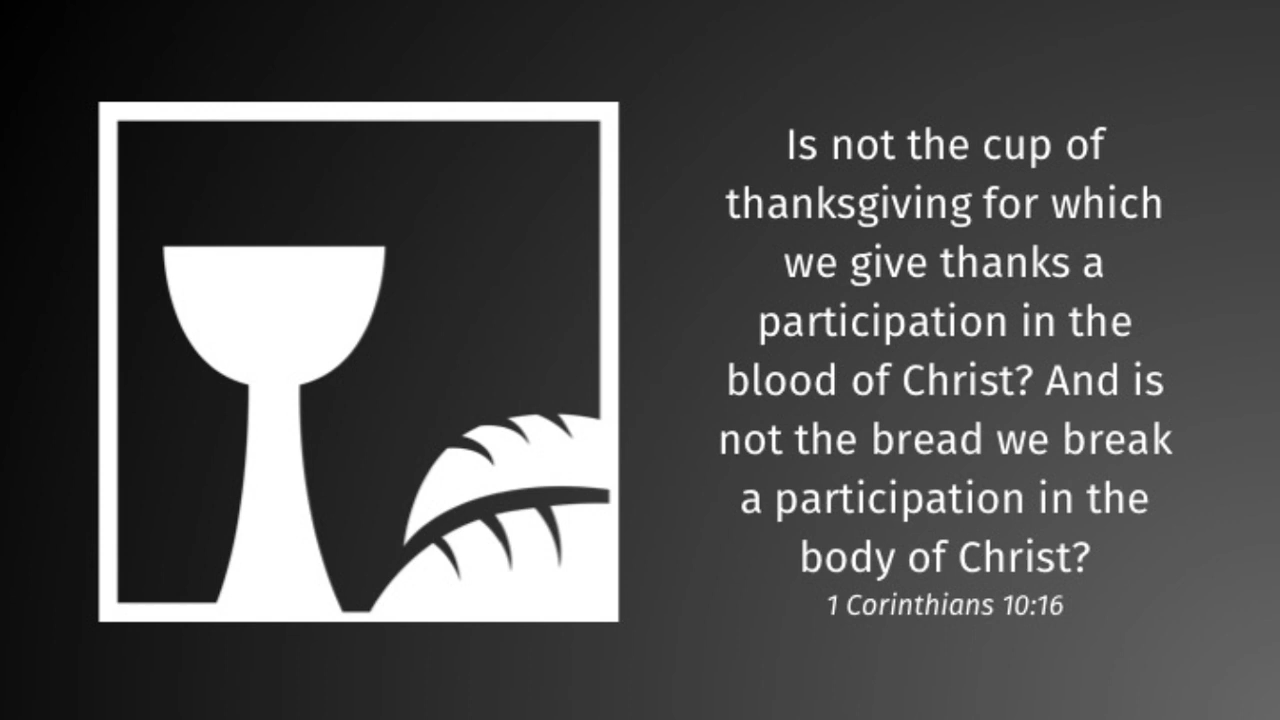 Is not the cup of
thanksgiving for which
we give thanks a
participation in the
blood of Christ? And is
not the bread we break
a participation in the
body of Christ?
1 Corinthians 10:16